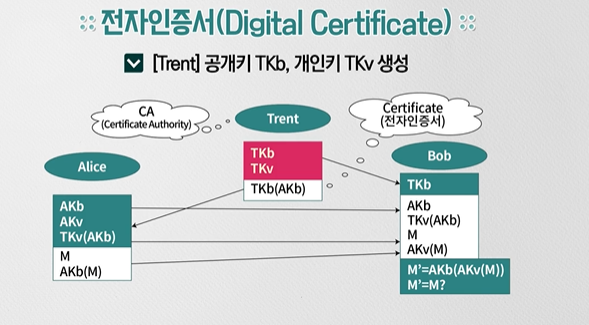 전자인증서(Digital Certificate)
[Trent] 공개키 TKb, 개인키 TKv 생성
CA
(Certificate Authority)
Trent
Certificate
(전자인증서)
Alice
TKb
TKv
TKb(AKb)
Bob
TKb
AKb
AKv
TKv(AKb)
M
AKb(M)
AKb
TKv(AKb)
M
AKv(M)
M'=AKb(AKv(M))
M'=M?